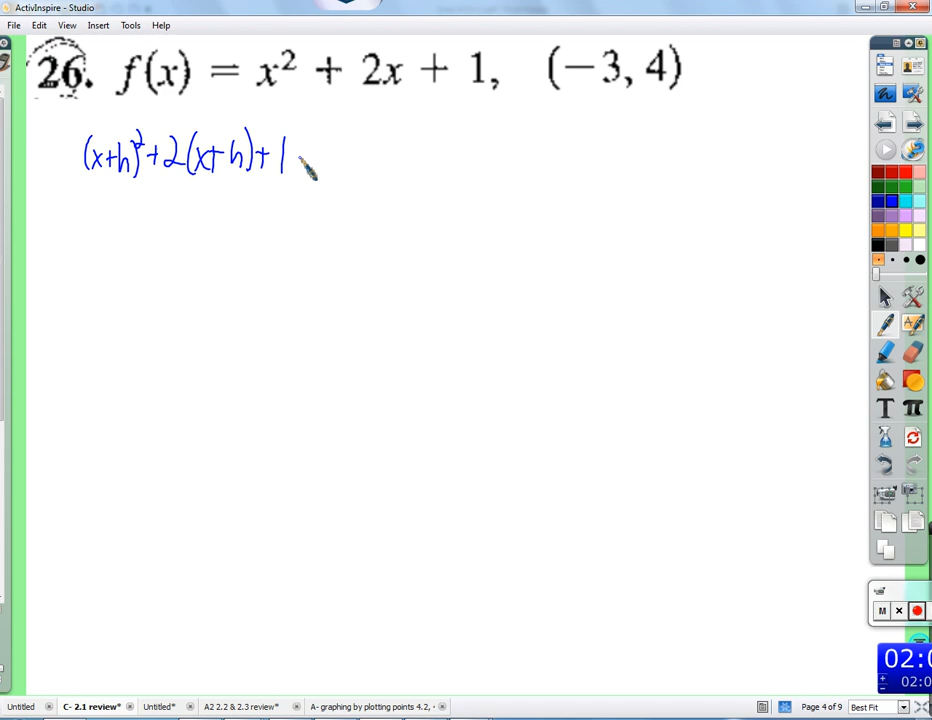 ActivInspire - Studio
File Edit View Insert Tools Help
26. f(x) = x² + 2x + 1, (−3, 4)
(x+h)²+2(x+h)+1
T π
M
02:0
02:0
Untitled C- 2.1 review* Untitled* A2 2.2 & 2.3 review* A- graphing by plotting points 4.2, Page 4 of 9 Best Fit